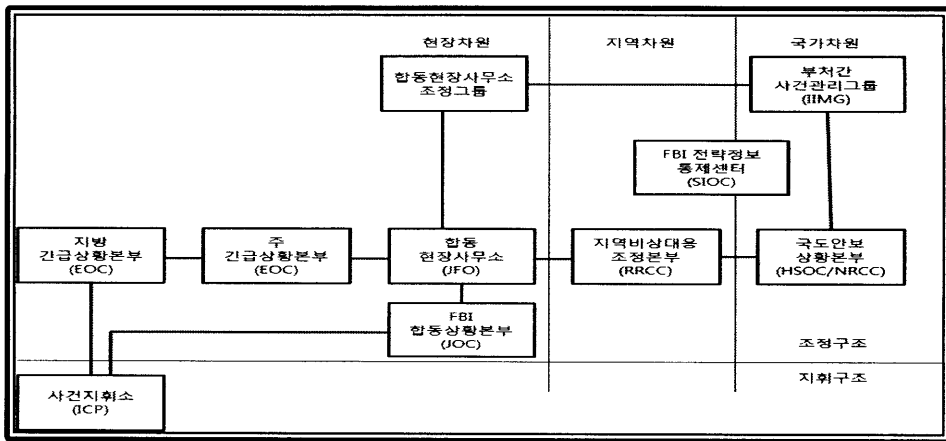 현장차원
지역차원
국가차원
합동현장사무소
조정그룹
부처간
사건관리그룹
(IIMG)
FBI 전략정보
통제센터
(SIOC)
지방
긴급상황본부
(EOC)
주
긴급상황본부
(EOC)
합동
현장사무소
(JFO)
지역비상대응
조정본부
(RRCC)
국도안보
상황본부
(HSOC/NRCC)
FBI
합동상황본부
(JOC)
조정구조
지휘구조
사건지휘소
(ICP)